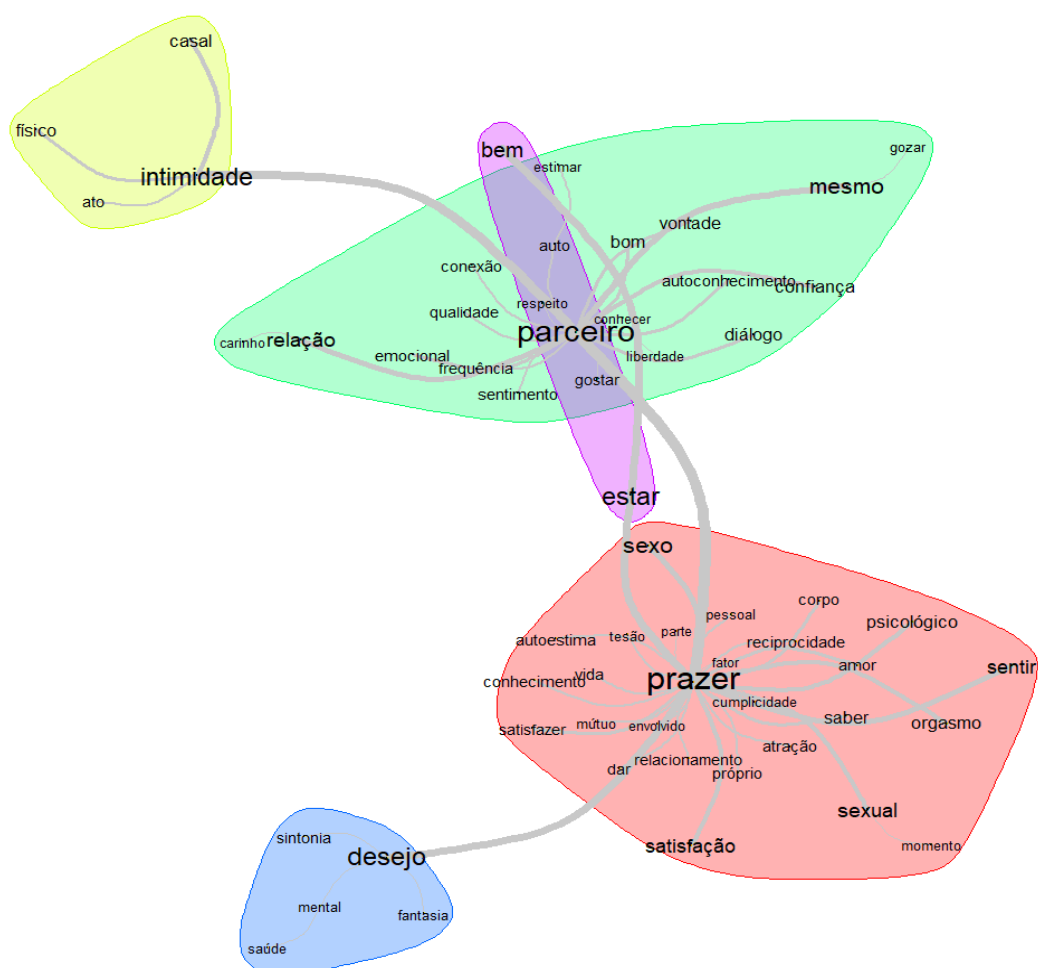 casal
físico
intimidade
ato
bem
estimar
gozar
mesmo
vontade
auto
bom
conexão
autoconhecimento
confiança
respeito
qualidade
conhecer
parceiro
diálogo
carinho
relação
emocional
liberdade
frequência
gostar
sentimento
estar
sexo
corpo
pessoal
psicológico
parte
tesão
autoestima
reciprocidade
fator
amor
sentir
vida
conhecimento
prazer
cumplicidade
saber
orgasmo
mútuo
envolvido
satisfazer
atração
relacionamento
dar
próprio
sexual
satisfação
momento
sintonia
desejo
mental
fantasia
saúde